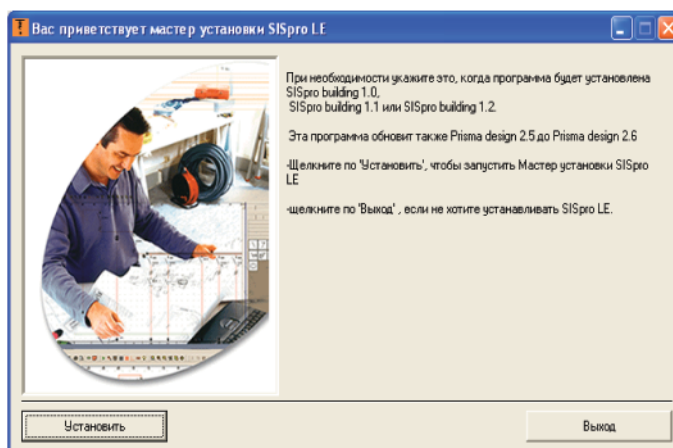 Вас приветствует мастер установки SISpro LE
При необходимости укажите это, когда программа будет установлена
SISpro building 1.0,
SISpro building 1.1 или SISpro building 1.2.
Эта программа обновит также Prisma design 2.5 до Prisma design 2.6
-Щелкните по 'Установить', чтобы запустить Мастер установки SISpro
LE
-щелкните по 'Выход' , если не хотите устанавливать SISpro LE.
Установить
Выход